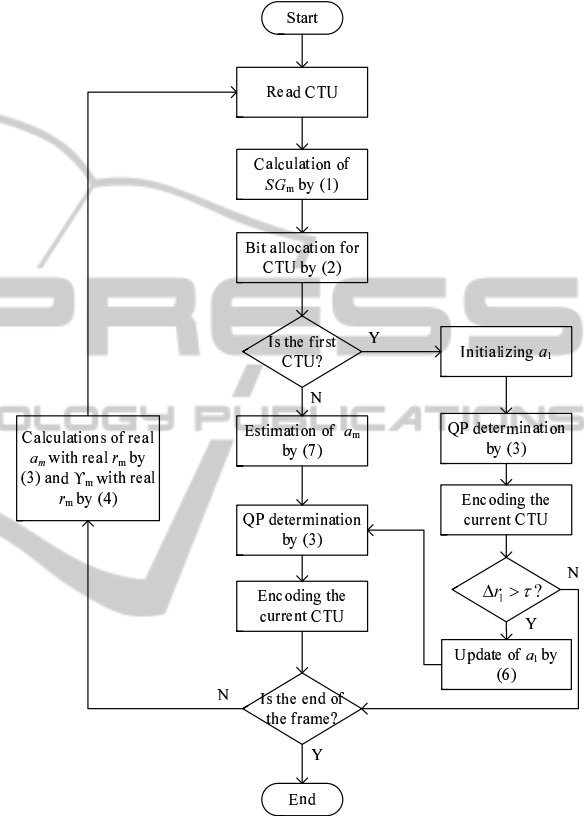 Start
Read CTU
Calculation of
SGm by (1)
Bit allocation for
CTU by (2)
Is the first
CTU?
Y
N
Initializing a1
Estimation of am
by (7)
QP determination
by (3)
Calculations of real
am with real rm by
(3) and ϒm with real
rm by (4)
QP determination
by (3)
Encoding the
current CTU
Encoding the
current CTU
Δr1 > τ ?
N
Y
Update of a1 by
(6)
Is the end of
the frame?
N
Y
End
PRESS
NOLOGY PUBLICATIONS